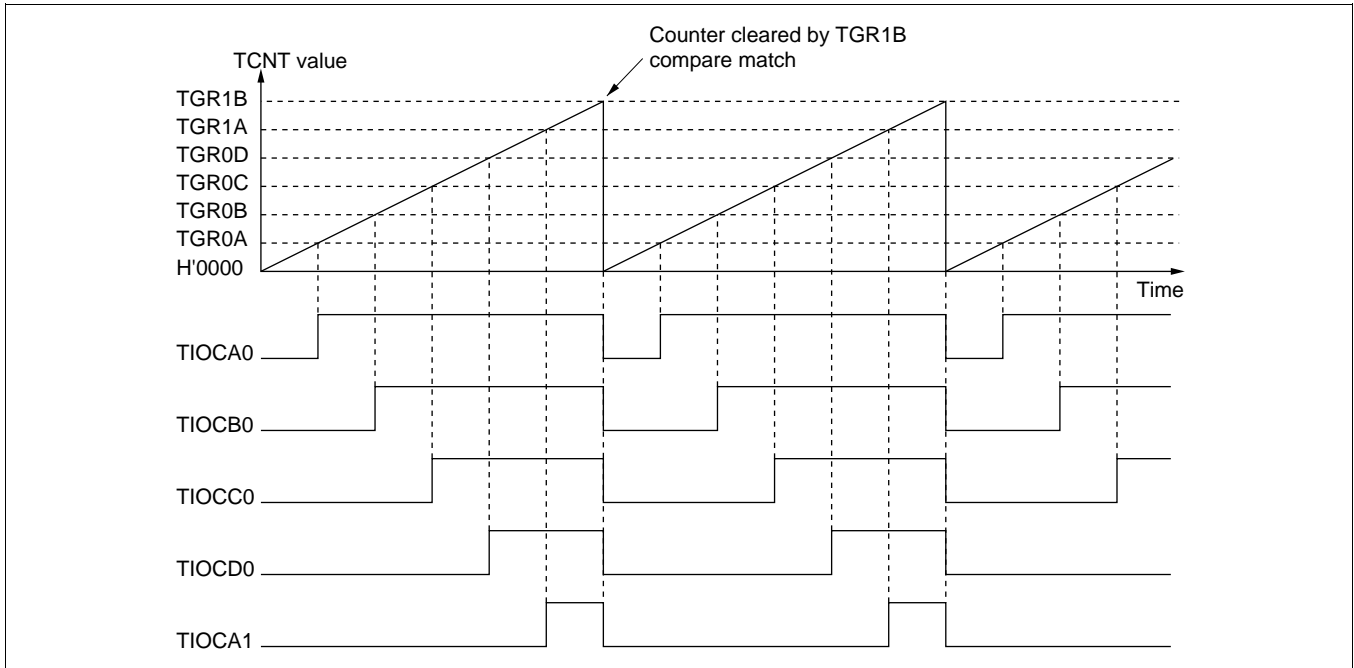 Counter cleared by TGR1B
compare match
TCNT value
TGR1B
TGR1A
TGR0D
TGR0C
TGR0B
TGR0A
H'0000
Time
TIOCA0
TIOCB0
TIOCC0
TIOCD0
TIOCA1